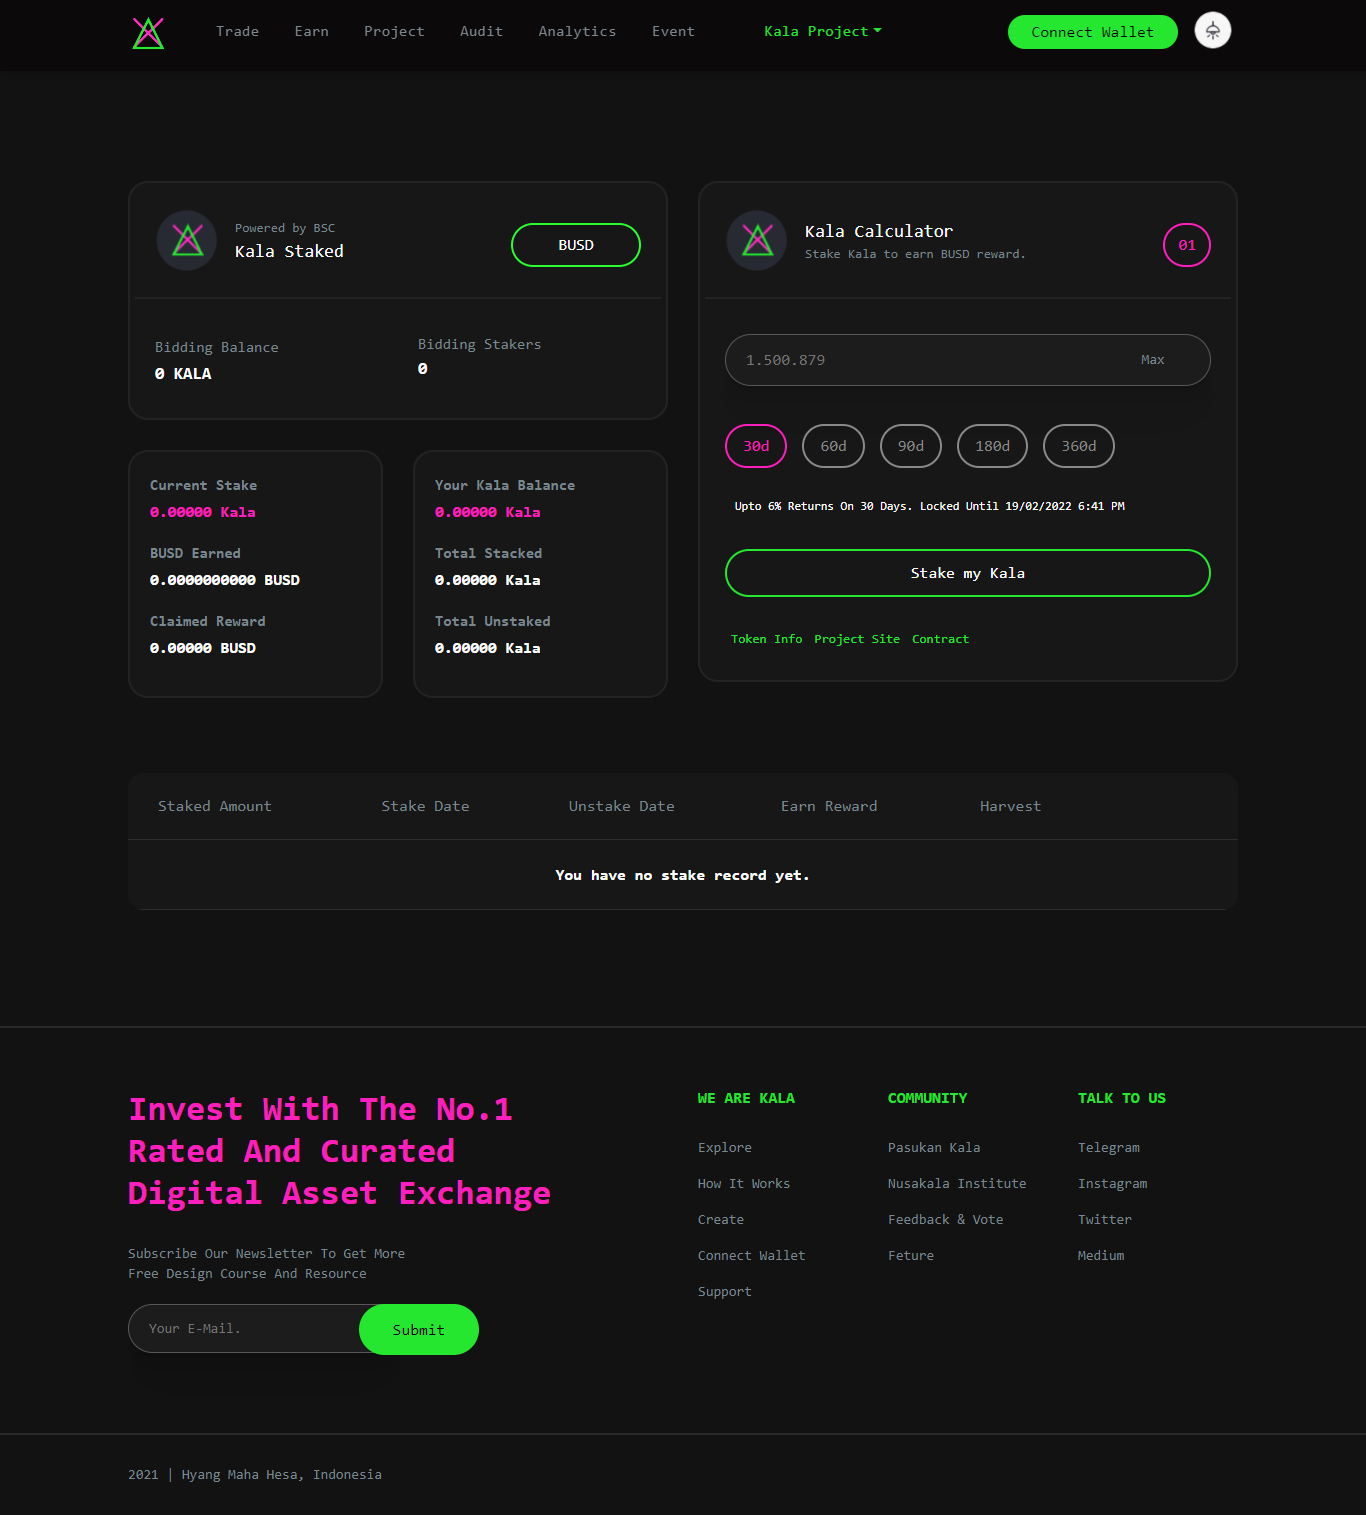 Trade Earn Project Audit Analytics Event Kala Project Connect Wallet
Powered by BSC
Kala Staked
BUSD
Bidding Balance
0 KALA
Bidding Stakers
0
Current Stake
0.00000 Kala
BUSD Earned
0.0000000000 BUSD
Claimed Reward
0.00000 BUSD
Your Kala Balance
0.00000 Kala
Total Stacked
0.00000 Kala
Total Unstaked
0.00000 Kala
Kala Calculator
Stake Kala to earn BUSD reward.
01
1.500.879 Max
30d 60d 90d 180d 360d
Upto 6% Returns On 30 Days. Locked Until 19/02/2022 6:41 PM
Stake my Kala
Token Info Project Site Contract
Staked Amount Stake Date Unstake Date Earn Reward Harvest
You have no stake record yet.
Invest With The No.1
Rated And Curated
Digital Asset Exchange
Subscribe Our Newsletter To Get More
Free Design Course And Resource
Your E-Mail. Submit
WE ARE KALA
Explore
How It Works
Create
Connect Wallet
Support
COMMUNITY
Pasukan Kala
Nusakala Institute
Feedback & Vote
Feture
TALK TO US
Telegram
Instagram
Twitter
Medium
2021 | Hyang Maha Hesa, Indonesia